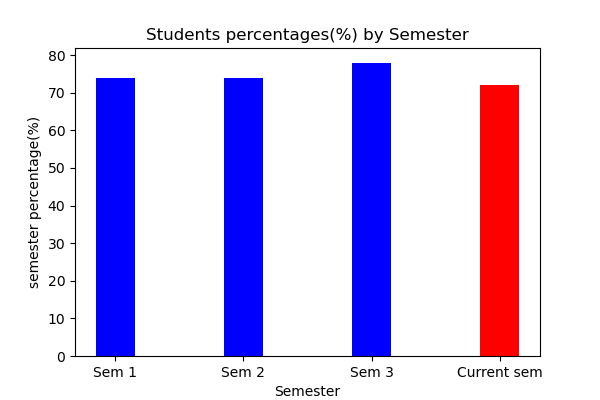 Students percentages(%) by Semester
semester percentage(%)
80
70
60
50
40
30
20
10
0
Sem 1 Sem 2 Sem 3 Current sem
Semester